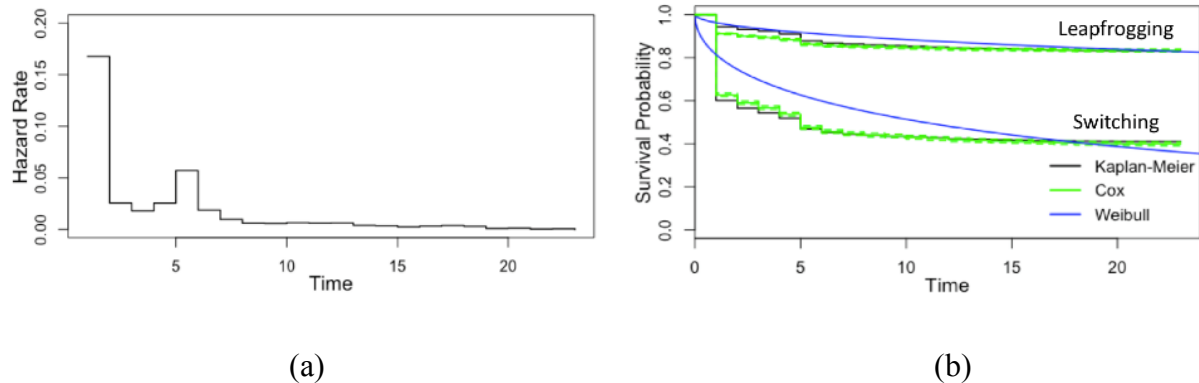 0.20
0.15
0.10
0.05
0.00
Hazard Rate
5
10
15
20
Time
(a)
1.0
0.8
0.6
0.4
0.2
0.0
Survival Probability
Leapfrogging
Switching
Kaplan-Meier
Cox
Weibull
0
5
10
15
20
Time
(b)